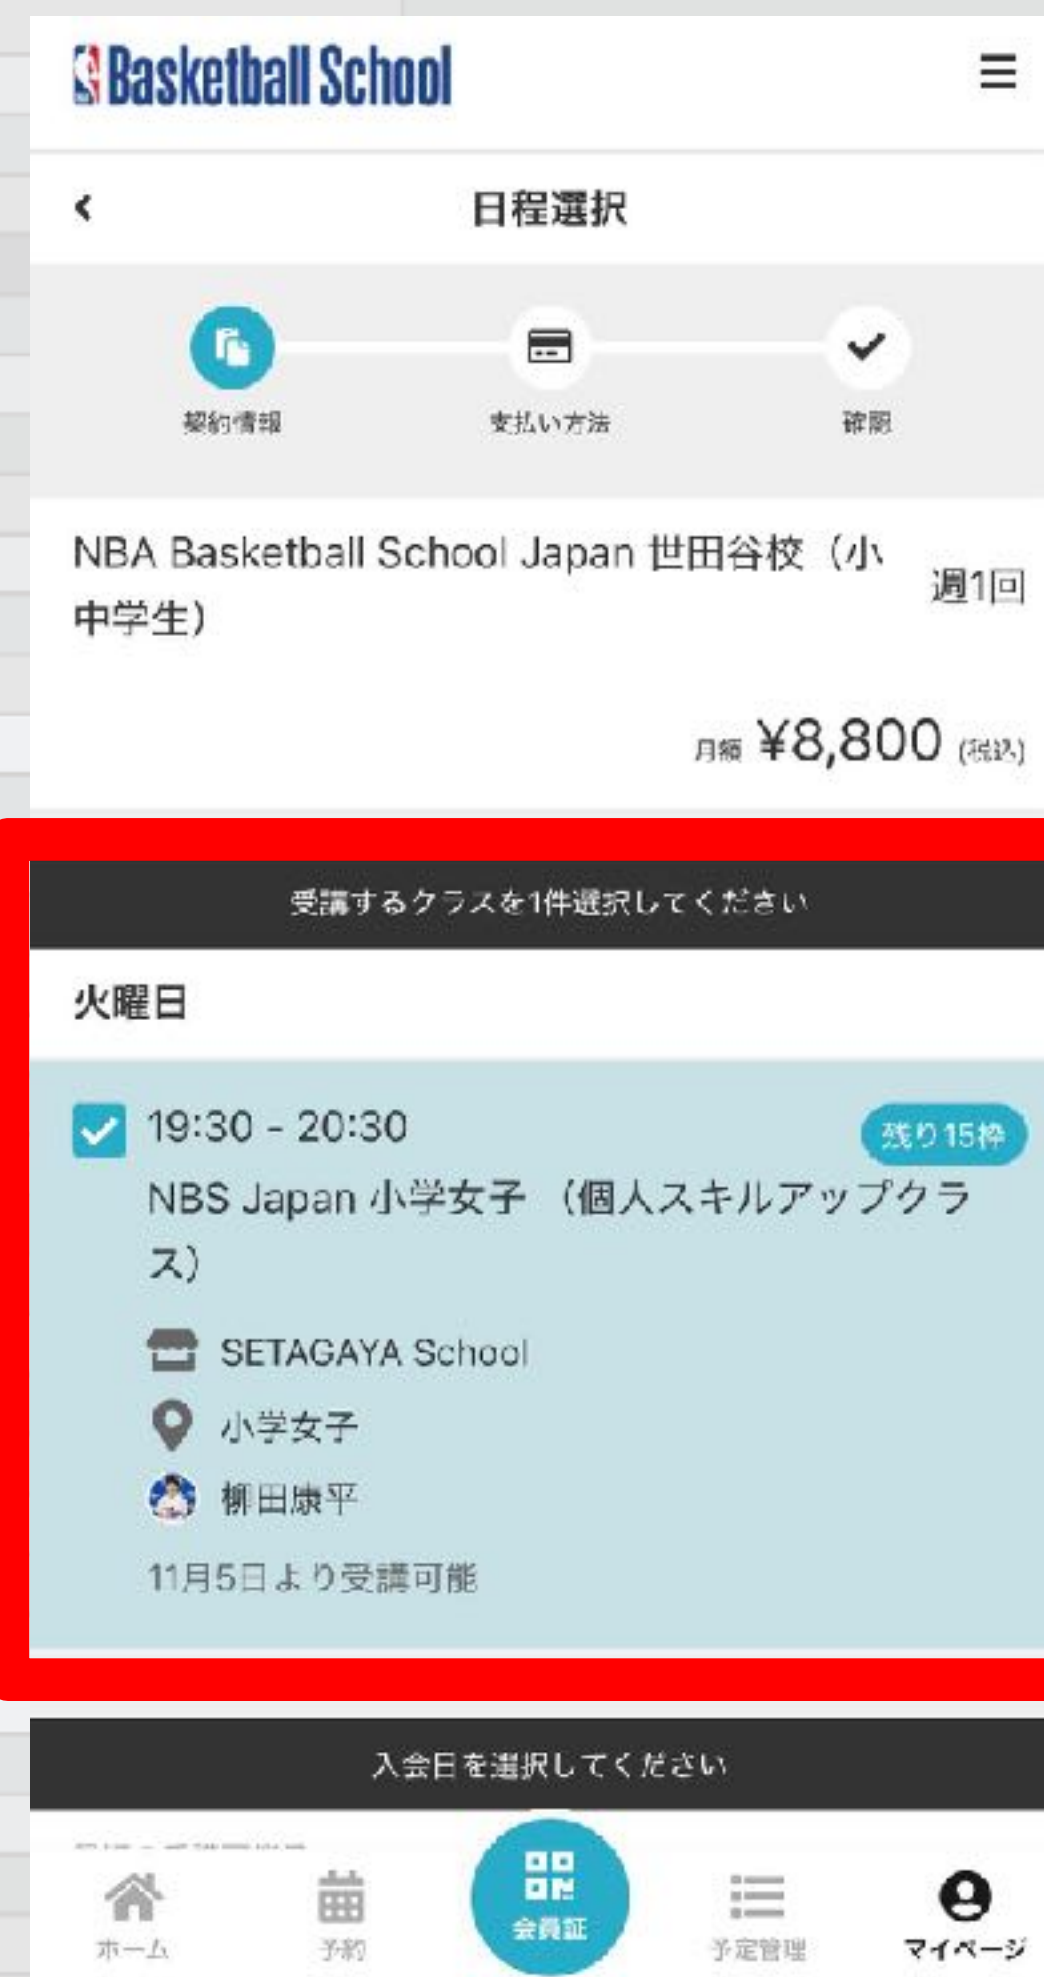 Basketball School
日程選択
契約情報
支払い方法
確認
NBA Basketball School Japan 世田谷校（小
中学生）
週1回
月額 ¥8,800 (税込)
受講するクラスを1件選択してください
火曜日
19:30 - 20:30
残り15枠
NBS Japan 小学女子 （個人スキルアップクラ
ス）
SETAGAYA School
小学女子
柳田康平
11月5日より受講可能
入会日を選択してください
ホーム
予約
会員証
予定管理
マイページ